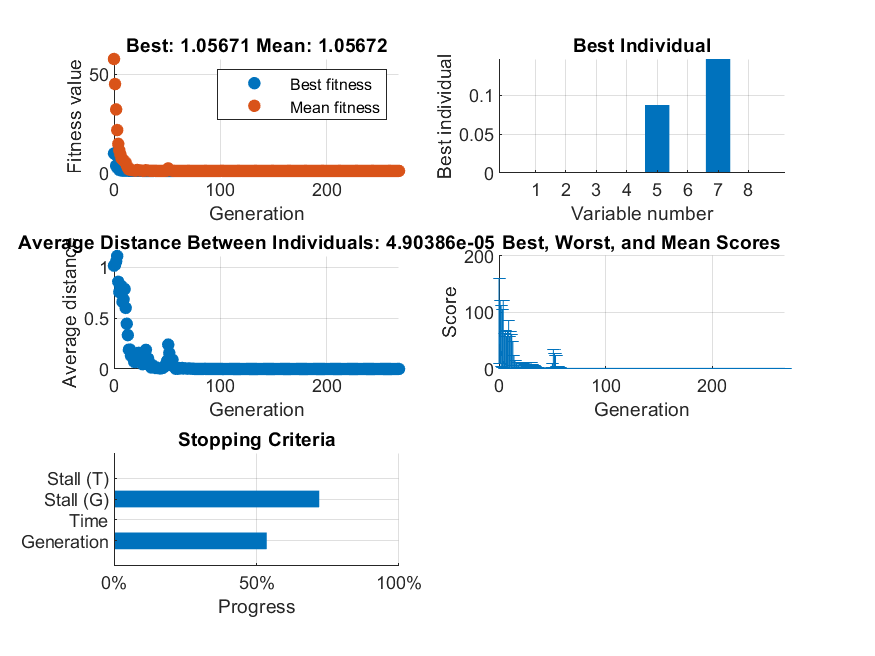 Best: 1.05671 Mean: 1.05672
Fitness value
50
0
Best fitness
Mean fitness
0 100 200
Generation
Best Individual
Best individual
0.1
0.05
0
1 2 3 4 5 6 7 8
Variable number
Average Distance Between Individuals: 4.90386e-05
Average distance
1
0.5
0
0 100 200
Generation
Best, Worst, and Mean Scores
Score
200
100
0
0 100 200
Generation
Stopping Criteria
Stall (T)
Stall (G)
Time
Generation
0% 50% 100%
Progress